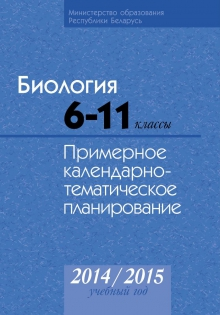 Министерство образования
Республики Беларусь
Биология
6-11 классы
Примерное
календарно-
тематическое
планирование
2014/2015
учебный год